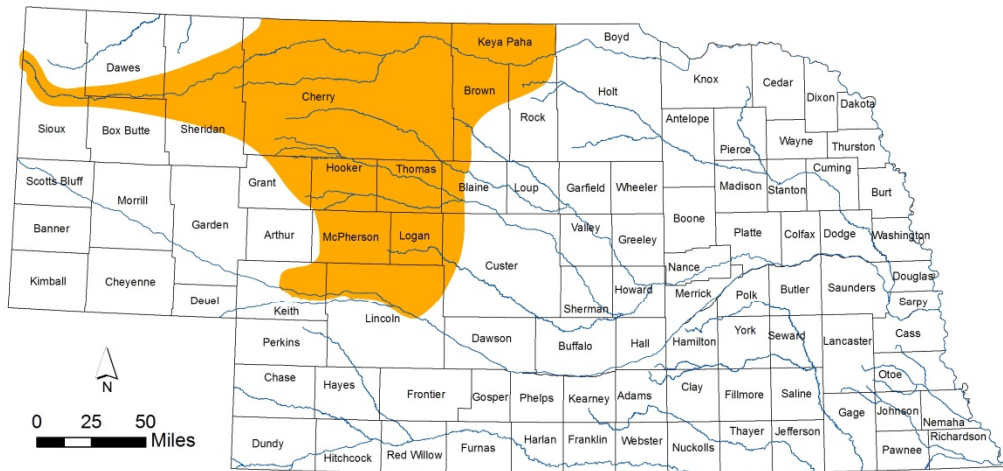 Boyd
Keya Paha
Dawes
Knox
Cedar
Cherry
Brown
Holt
Dixon
Dakota
Rock
Antelope
Sioux
Box Butte
Sheridan
Pierce
Wayne
Thurston
Hooker
Thomas
Cuming
Grant
Scotts Bluff
Blaine
Loup
Garfield
Wheeler
Madison
Stanton
Burt
Morrill
Garden
Boone
Banner
Arthur
McPherson
Logan
Valley
Greeley
Platte
Colfax
Dodge
Washington
Custer
Nance
Kimball
Cheyenne
Howard
Douglas
Deuel
Merrick
Polk
Butler
Saunders
Sarpy
Keith
Lincoln
Sherman
Perkins
Dawson
Buffalo
Hall
Hamilton
York
Seward
Cass
Lancaster
N
Chase
Hayes
Otoe
Frontier
Gosper
Phelps
Kearney
Adams
Clay
Fillmore
Saline
0 25 50
Miles
Gage
Johnson
Nemaha
Dundy
Hitchcock
Red Willow
Furnas
Harlan
Franklin
Webster
Nuckolls
Thayer
Jefferson
Pawnee
Richardson